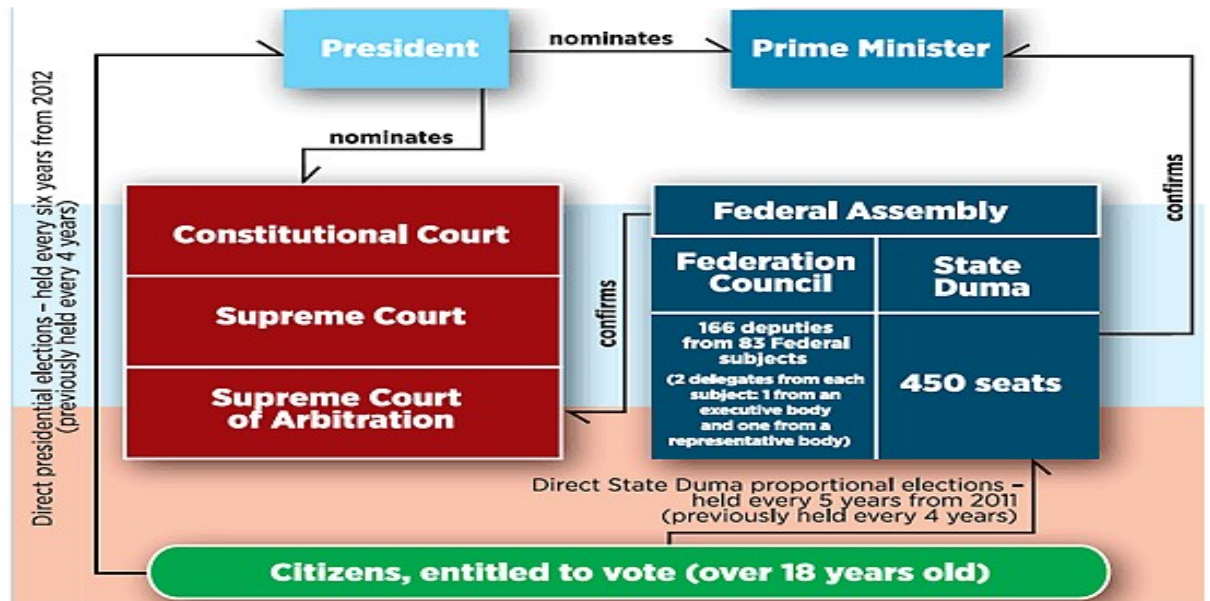 President
nominates
Prime Minister
nominates
Direct presidential elections – held every six years from 2012
(previously held every 4 years)
Constitutional Court
Supreme Court
Supreme Court
of Arbitration
confirms
Federal Assembly
Federation
Council
State
Duma
166 deputies
from 83 Federal
subjects
(2 delegates from each
subject: 1 from an
executive body
and one from a
representative body)
450 seats
confirms
Direct State Duma proportional elections –
held every 5 years from 2011
(previously held every 4 years)
Citizens, entitled to vote (over 18 years old)